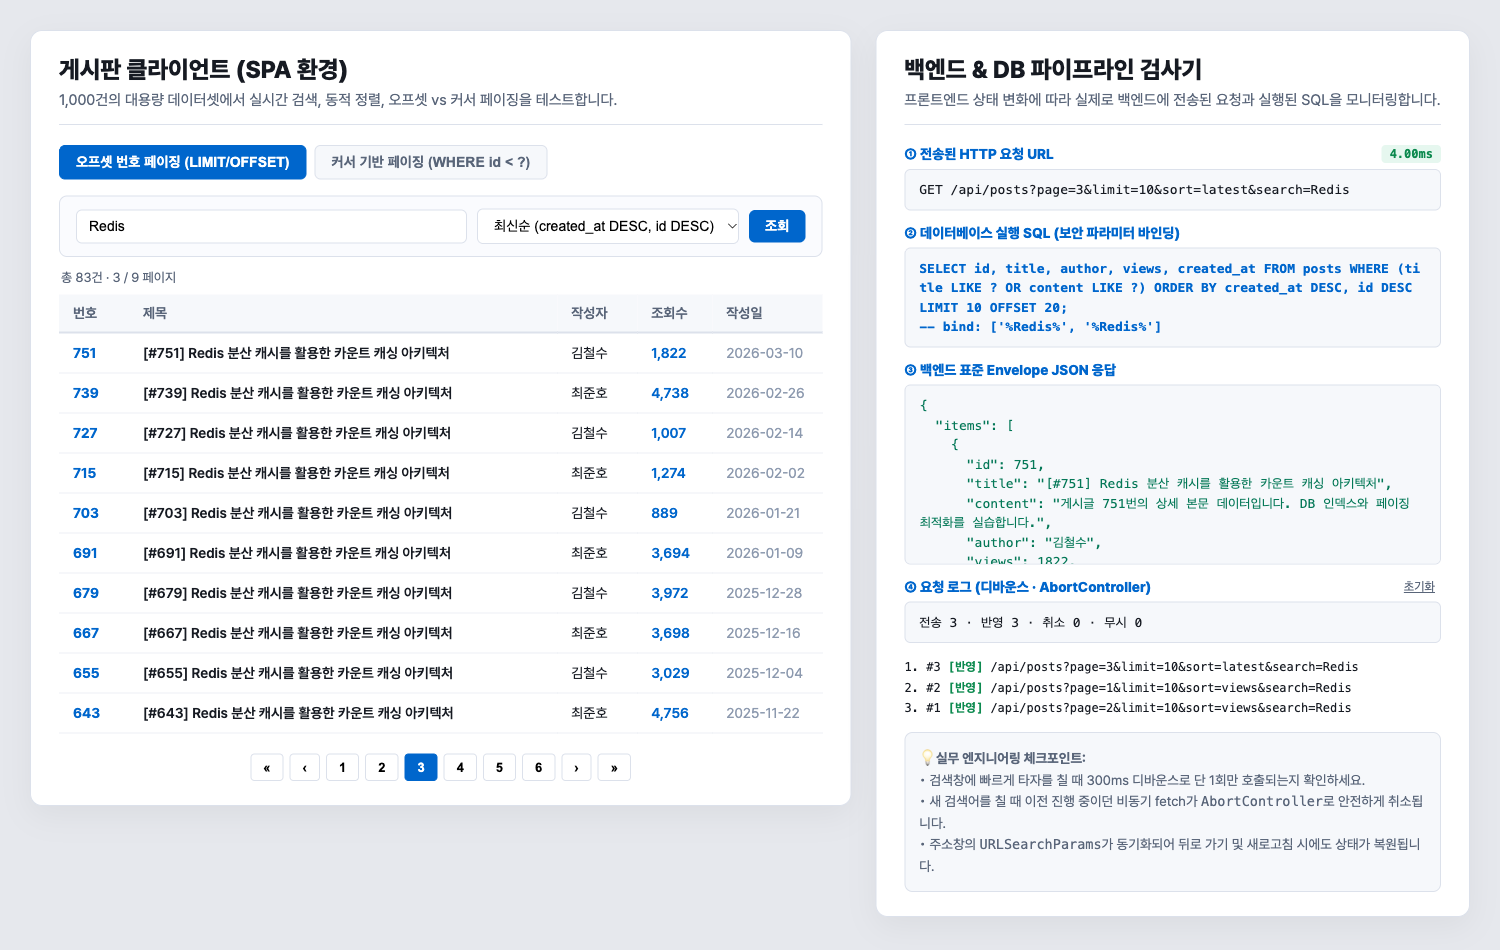 게시판 클라이언트 (SPA 환경)
1,000건의 대용량 데이터셋에서 실시간 검색, 동적 정렬, 오프셋 vs 커서 페이징을 테스트합니다.
오프셋 번호 페이징 (LIMIT/OFFSET)
커서 기반 페이징 (WHERE id < ?)
Redis
최신순 (created_at DESC, id DESC)
조회
총 83건 · 3 / 9 페이지
번호 제목 작성자 조회수 작성일
751 [#751] Redis 분산 캐시를 활용한 카운트 캐싱 아키텍처 김철수 1,822 2026-03-10
739 [#739] Redis 분산 캐시를 활용한 카운트 캐싱 아키텍처 최준호 4,738 2026-02-26
727 [#727] Redis 분산 캐시를 활용한 카운트 캐싱 아키텍처 김철수 1,007 2026-02-14
715 [#715] Redis 분산 캐시를 활용한 카운트 캐싱 아키텍처 최준호 1,274 2026-02-02
703 [#703] Redis 분산 캐시를 활용한 카운트 캐싱 아키텍처 김철수 889 2026-01-21
691 [#691] Redis 분산 캐시를 활용한 카운트 캐싱 아키텍처 최준호 3,694 2026-01-09
679 [#679] Redis 분산 캐시를 활용한 카운트 캐싱 아키텍처 김철수 3,972 2025-12-28
667 [#667] Redis 분산 캐시를 활용한 카운트 캐싱 아키텍처 최준호 3,698 2025-12-16
655 [#655] Redis 분산 캐시를 활용한 카운트 캐싱 아키텍처 김철수 3,029 2025-12-04
643 [#643] Redis 분산 캐시를 활용한 카운트 캐싱 아키텍처 최준호 4,756 2025-11-22
« ‹ 1 2 3 4 5 6 › »
백엔드 & DB 파이프라인 검사기
프론트엔드 상태 변화에 따라 실제로 백엔드에 전송된 요청과 실행된 SQL을 모니터링합니다.
① 전송된 HTTP 요청 URL 4.00ms
GET /api/posts?page=3&limit=10&sort=latest&search=Redis
② 데이터베이스 실행 SQL (보안 파라미터 바인딩)
SELECT id, title, author, views, created_at FROM posts WHERE (ti
tle LIKE ? OR content LIKE ?) ORDER BY created_at DESC, id DESC
LIMIT 10 OFFSET 20;
-- bind: ['%Redis%', '%Redis%']
③ 백엔드 표준 Envelope JSON 응답
{
"items": [
{
"id": 751,
"title": "[#751] Redis 분산 캐시를 활용한 카운트 캐싱 아키텍처",
"content": "게시글 751번의 상세 본문 데이터입니다. DB 인덱스와 페이징
최적화를 실습합니다.",
"author": "김철수",
"views": 1822,
④ 요청 로그 (디바운스 · AbortController) 초기화
전송 3 · 반영 3 · 취소 0 · 무시 0
1. #3 [반영] /api/posts?page=3&limit=10&sort=latest&search=Redis
2. #2 [반영] /api/posts?page=1&limit=10&sort=views&search=Redis
3. #1 [반영] /api/posts?page=2&limit=10&sort=views&search=Redis
💡실무 엔지니어링 체크포인트:
• 검색창에 빠르게 타자를 칠 때 300ms 디바운스로 단 1회만 호출되는지 확인하세요.
• 새 검색어를 칠 때 이전 진행 중이던 비동기 fetch가 AbortController로 안전하게 취소됩
니다.
• 주소창의 URLSearchParams가 동기화되어 뒤로 가기 및 새로고침 시에도 상태가 복원됩니
다.